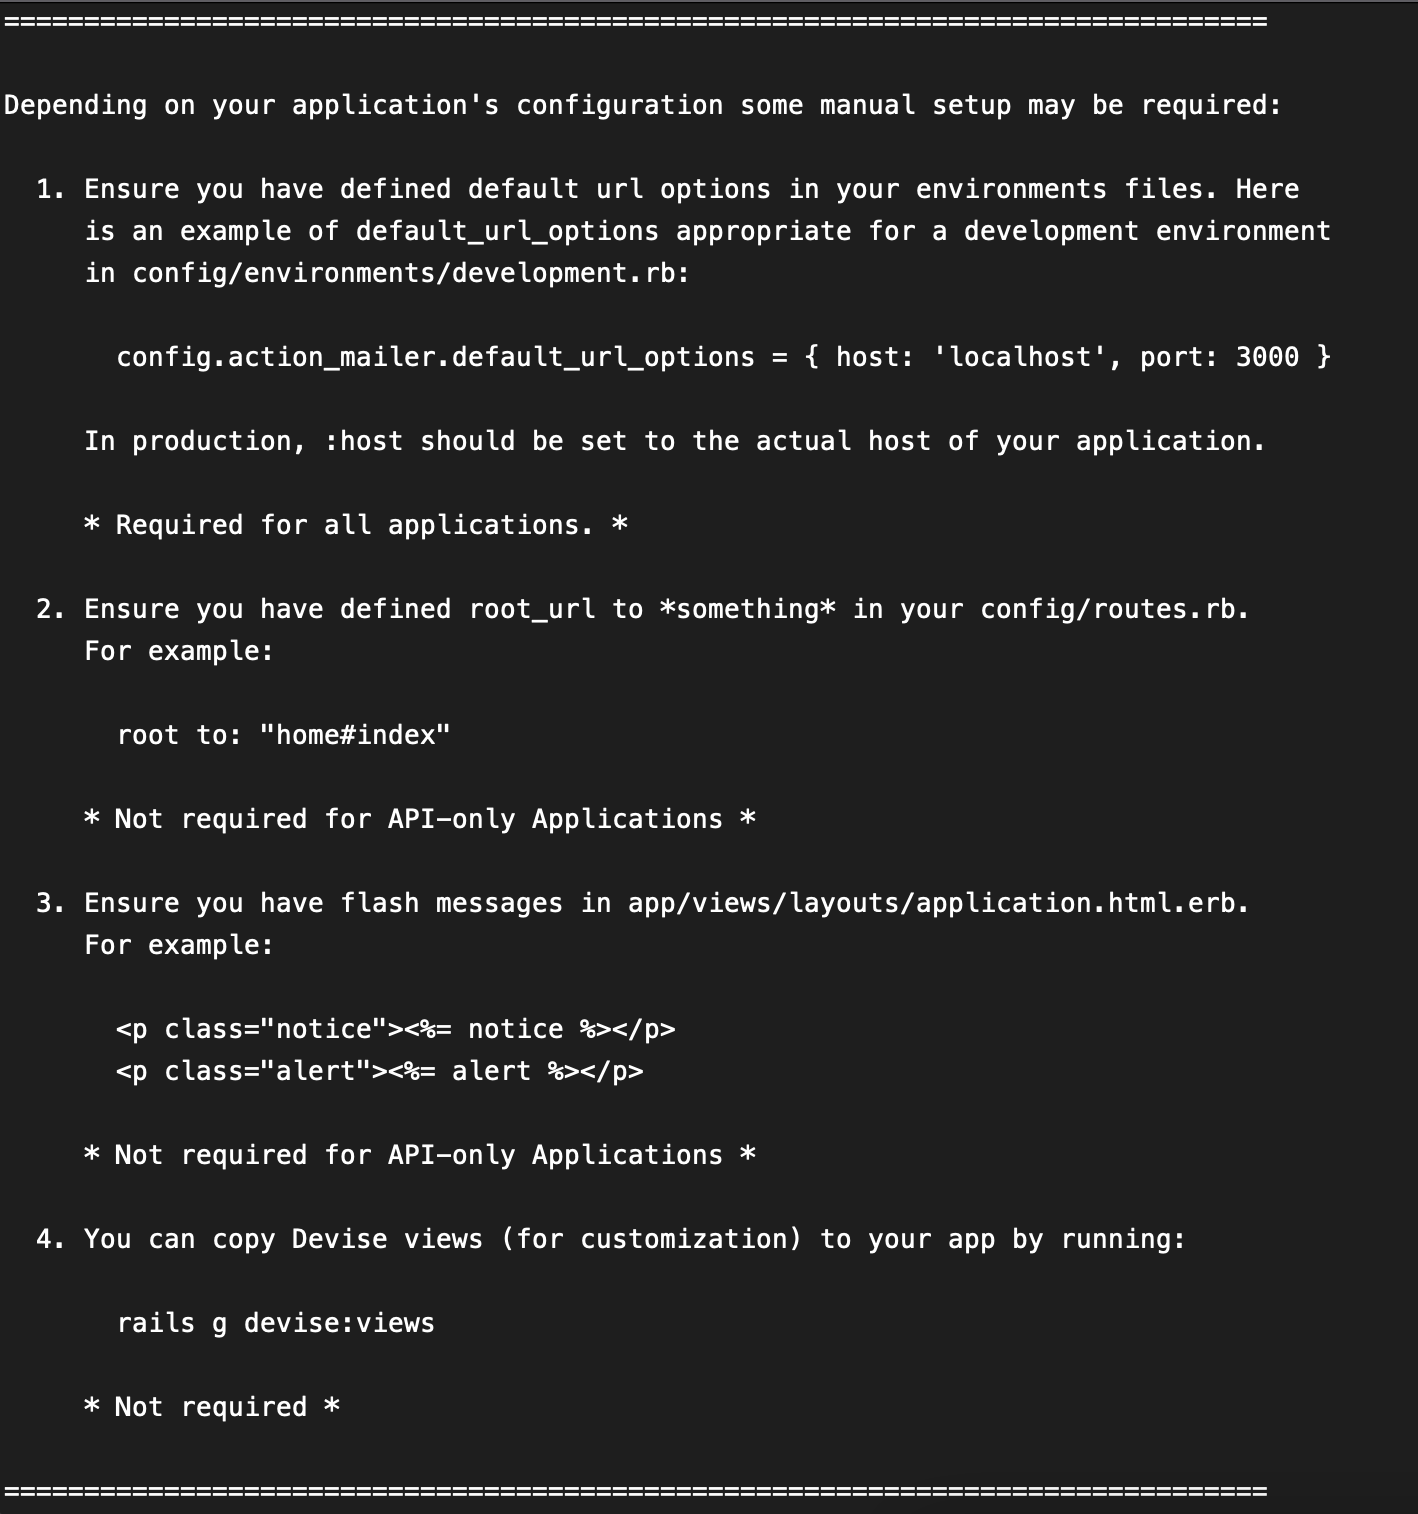 ===============================================================================
Depending on your application's configuration some manual setup may be required:
1. Ensure you have defined default url options in your environments files. Here
is an example of default_url_options appropriate for a development environment
in config/environments/development.rb:
config.action_mailer.default_url_options = { host: 'localhost', port: 3000 }
In production, :host should be set to the actual host of your application.
* Required for all applications. *
2. Ensure you have defined root_url to *something* in your config/routes.rb.
For example:
root to: "home#index"
* Not required for API-only Applications *
3. Ensure you have flash messages in app/views/layouts/application.html.erb.
For example:
<p class="notice"><%= notice %></p>
<p class="alert"><%= alert %></p>
* Not required for API-only Applications *
4. You can copy Devise views (for customization) to your app by running:
rails g devise:views
* Not required *
===============================================================================